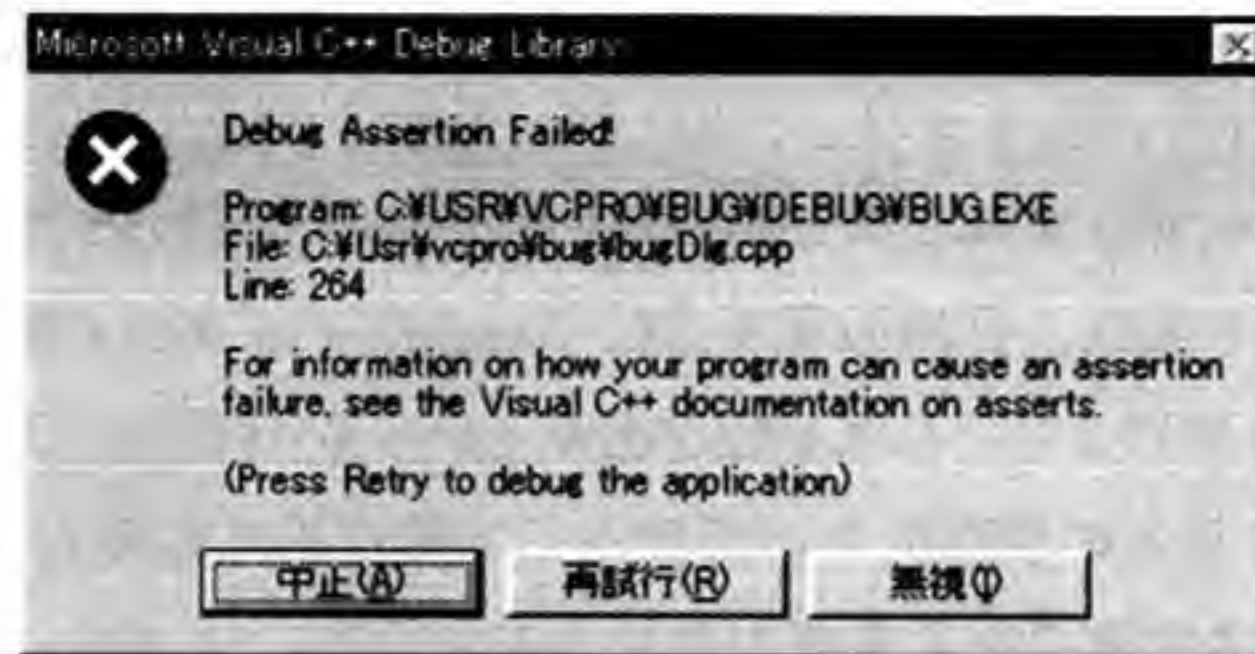 Microsoft Visual C++ Debug Library
Debug Assertion Failed!
Program: C:¥USR¥VCPRO¥BUG¥DEBUG¥BUG.EXE
File: C:¥Usr¥vcpro¥bug¥bugDlg.cpp
Line: 264
For information on how your program can cause an assertion
failure, see the Visual C++ documentation on asserts.
(Press Retry to debug the application)
中止(A) 再試行(R) 無視(I)